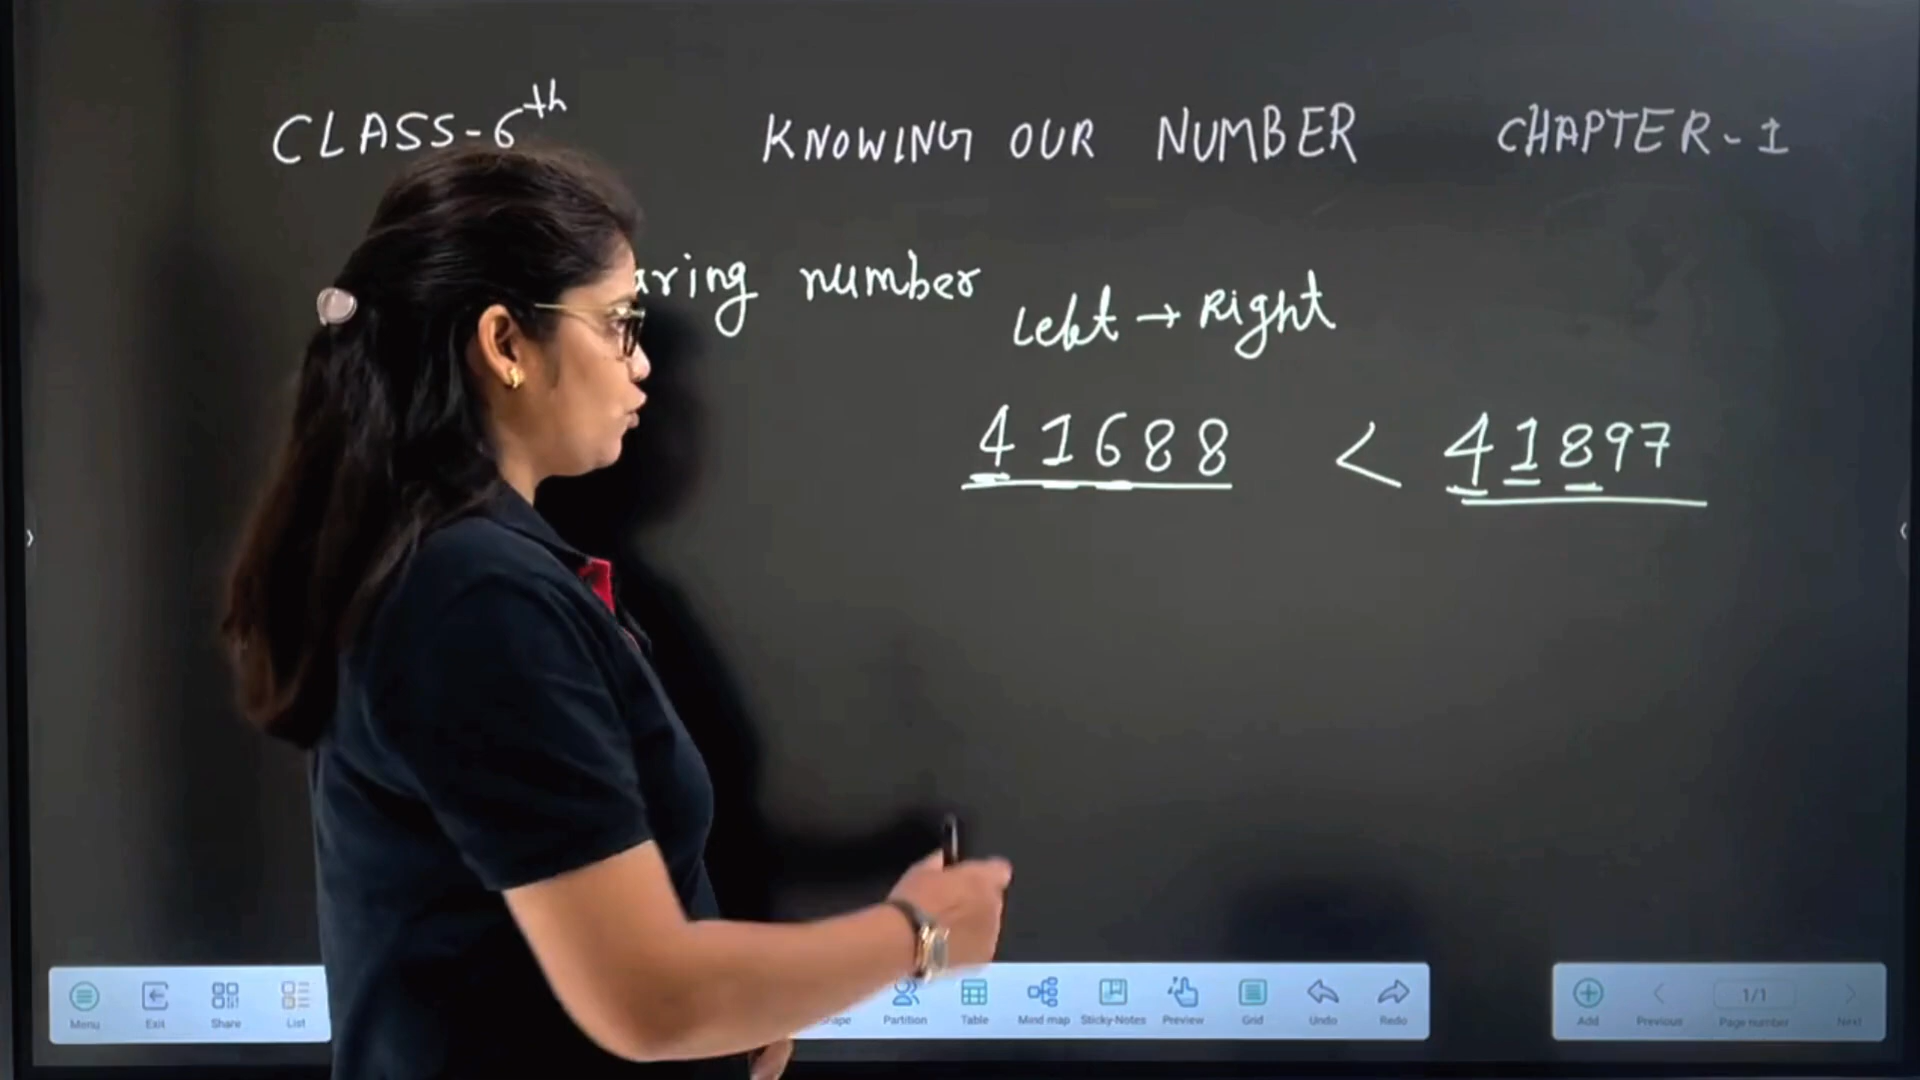 CLASS-6th KNOWING OUR NUMBER CHAPTER-1
aring number
Left → Right
41688 < 41897
Menu Exit Share List Shape Partition Table Mind map Sticky-Notes Preview Grid Undo Redo Add Previous 1/1 Page number Next